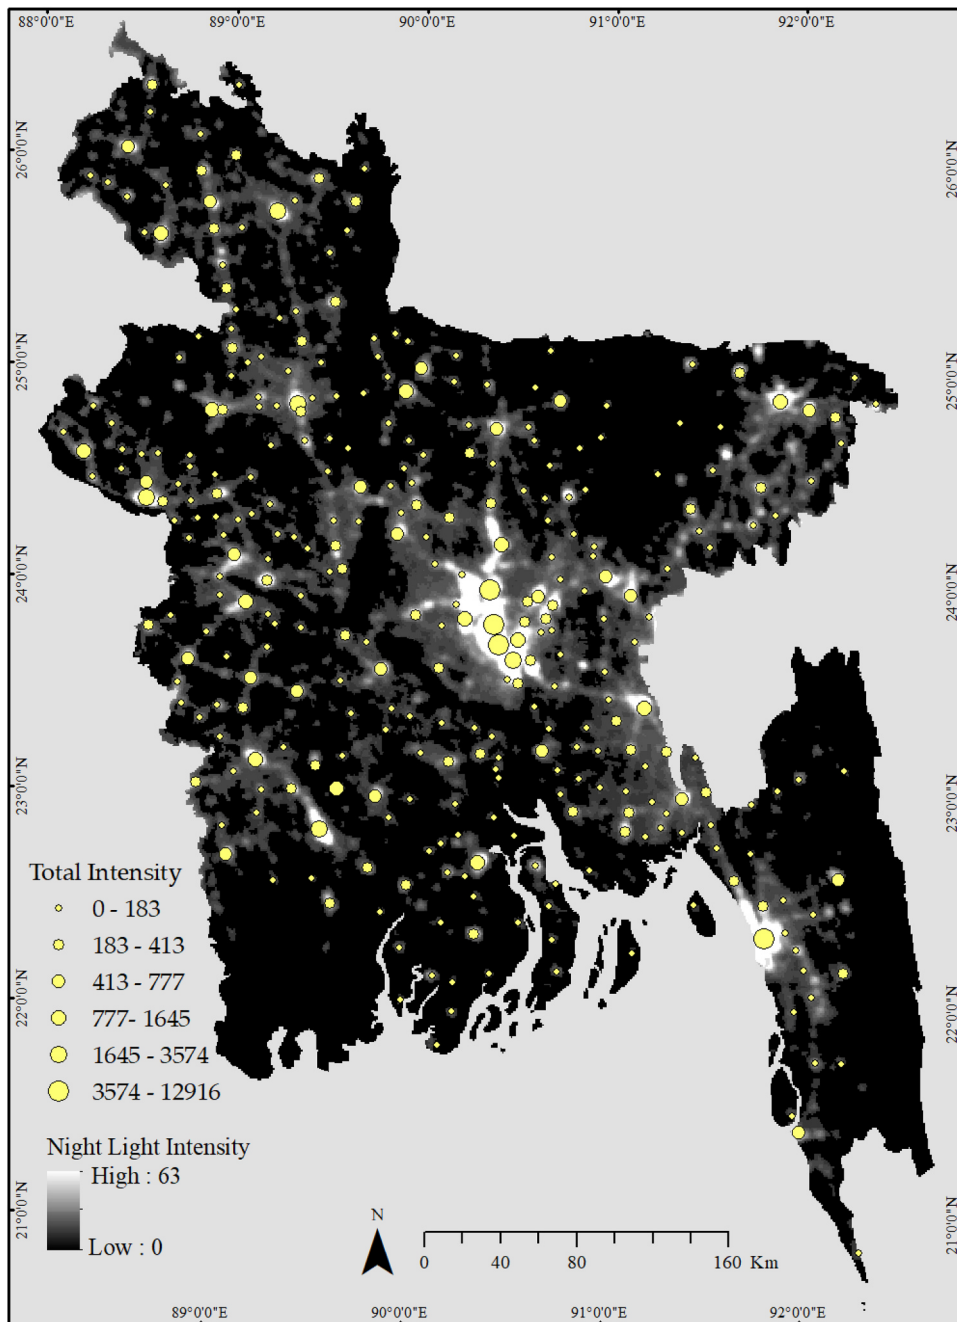 88°0'0"E 89°0'0"E 90°0'0"E 91°0'0"E 92°0'0"E
26°0'0"N 26°0'0"N
25°0'0"N 25°0'0"N
24°0'0"N 24°0'0"N
23°0'0"N 23°0'0"N
22°0'0"N 22°0'0"N
21°0'0"N 21°0'0"N
Total Intensity
0 - 183
183 - 413
413 - 777
777- 1645
1645 - 3574
3574 - 12916
Night Light Intensity
High : 63
Low : 0
N
0 40 80 160 Km
89°0'0"E 90°0'0"E 91°0'0"E 92°0'0"E